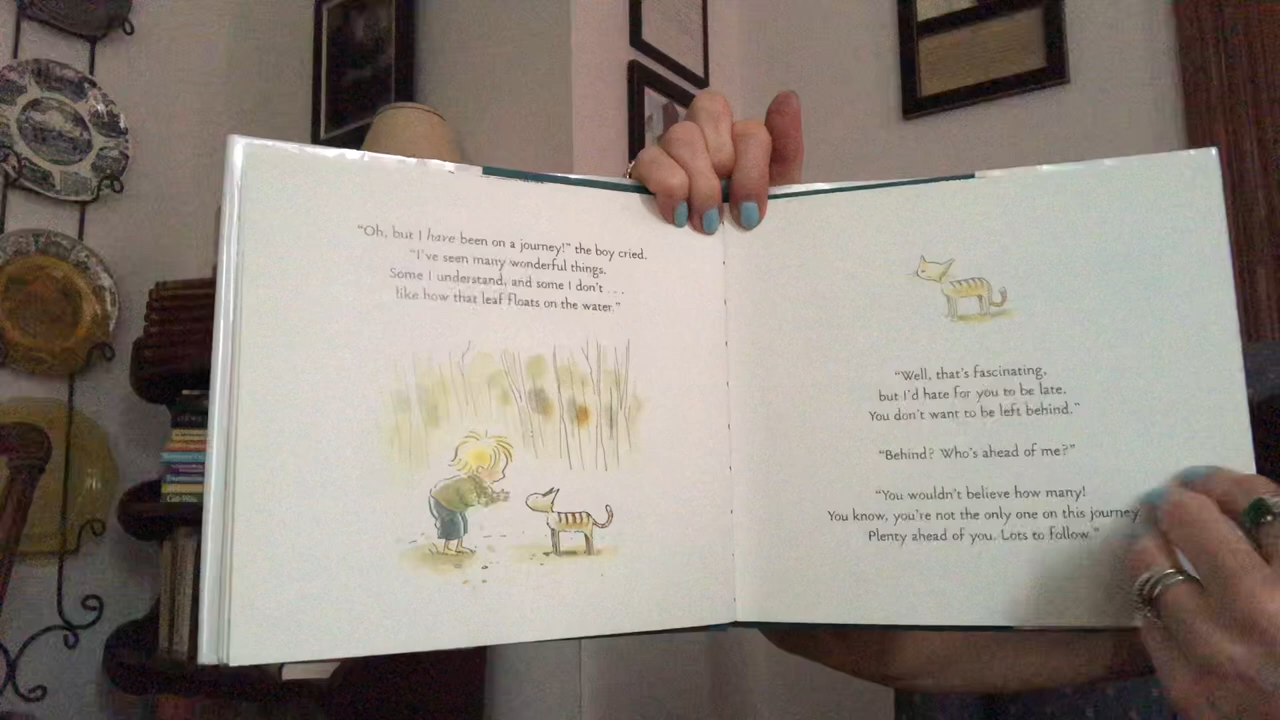 “Oh, but I have been on a journey!” the boy cried.
“I’ve seen many wonderful things.
Some I understand, and some I don’t . . .
like how that leaf floats on the water.”
“Well, that’s fascinating,
but I’d hate for you to be late.
You don’t want to be left behind.”
“Behind? Who’s ahead of me?”
“You wouldn’t believe how many!
You know, you’re not the only one on this journey
Plenty ahead of you. Lots to follow.”